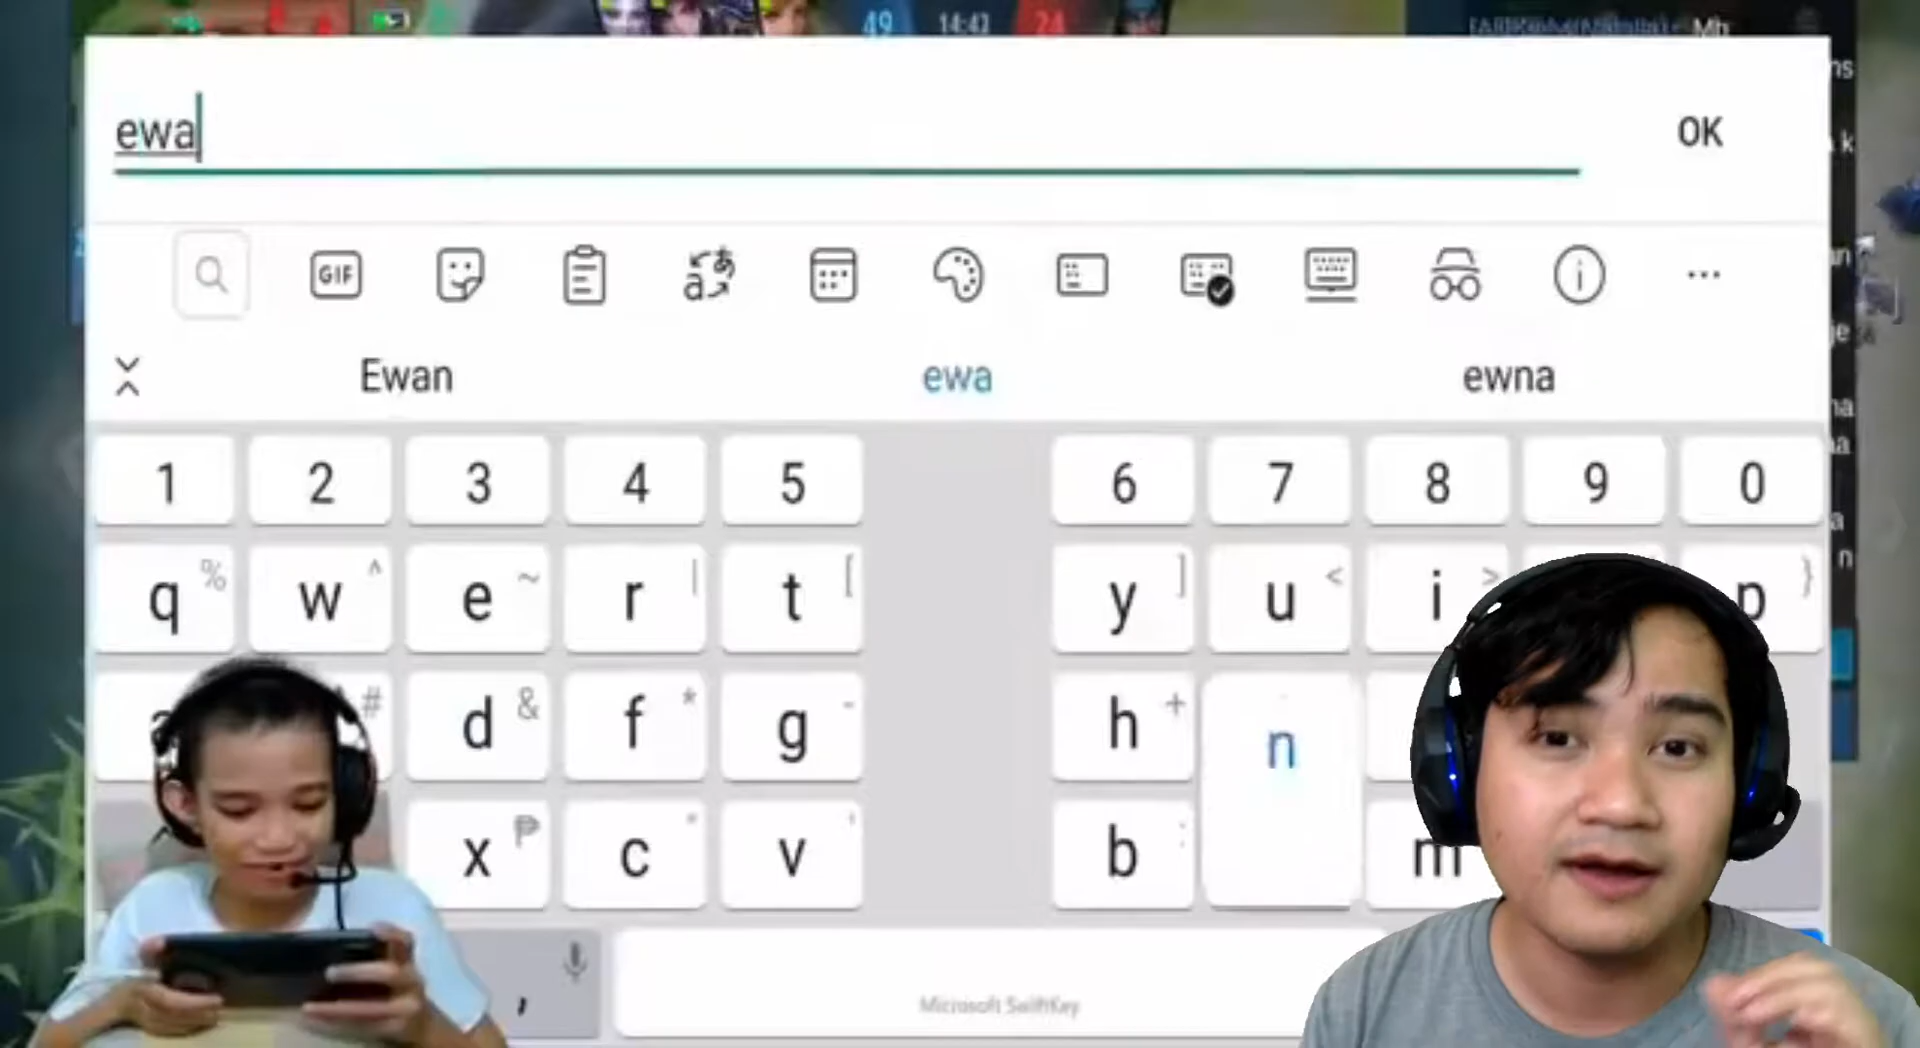 49 14:43 24
ewa
OK
GIF
Ewan ewa ewna
1 2 3 4 5 6 7 8 9 0
q % w ^ e ~ r | t [ y ] u < i > p }
# d & f * g - h + n
x ₱ c " v ' b : m
,
Microsoft SwiftKey